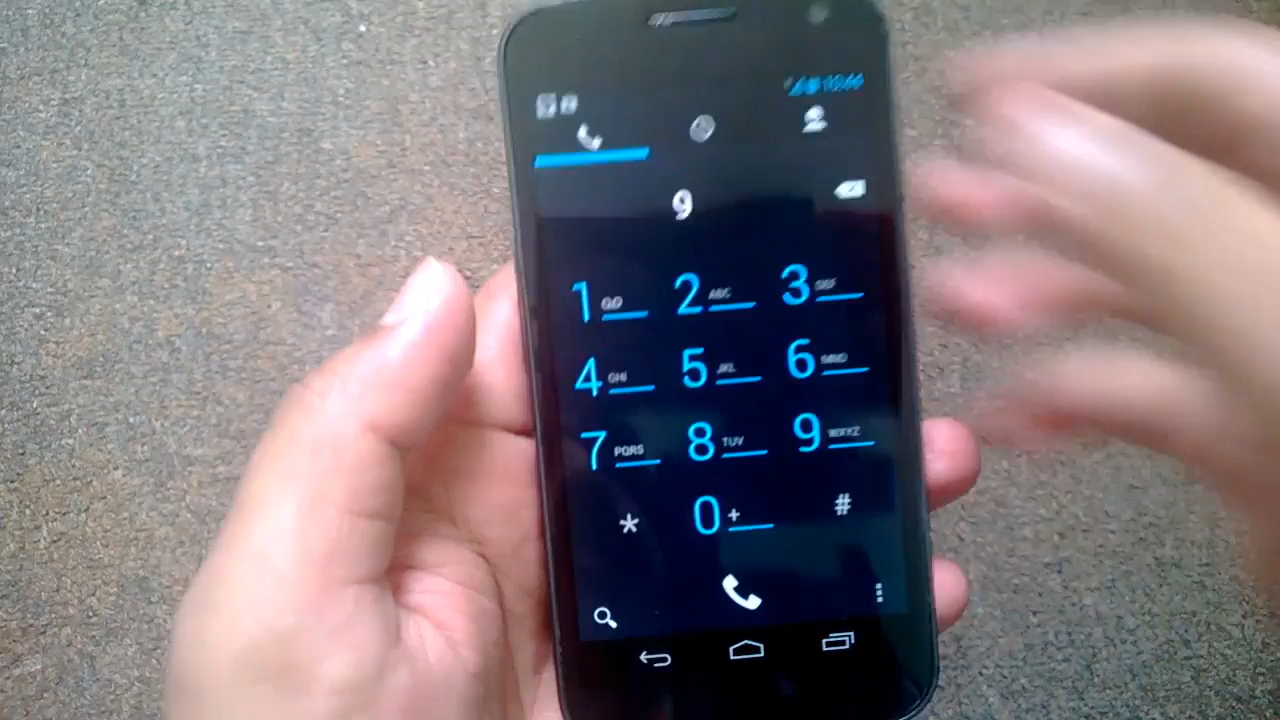 9
1 2 ABC 3 DEF
4 GHI 5 JKL 6 MNO
7 PQRS 8 TUV 9 WXYZ
* 0 + #